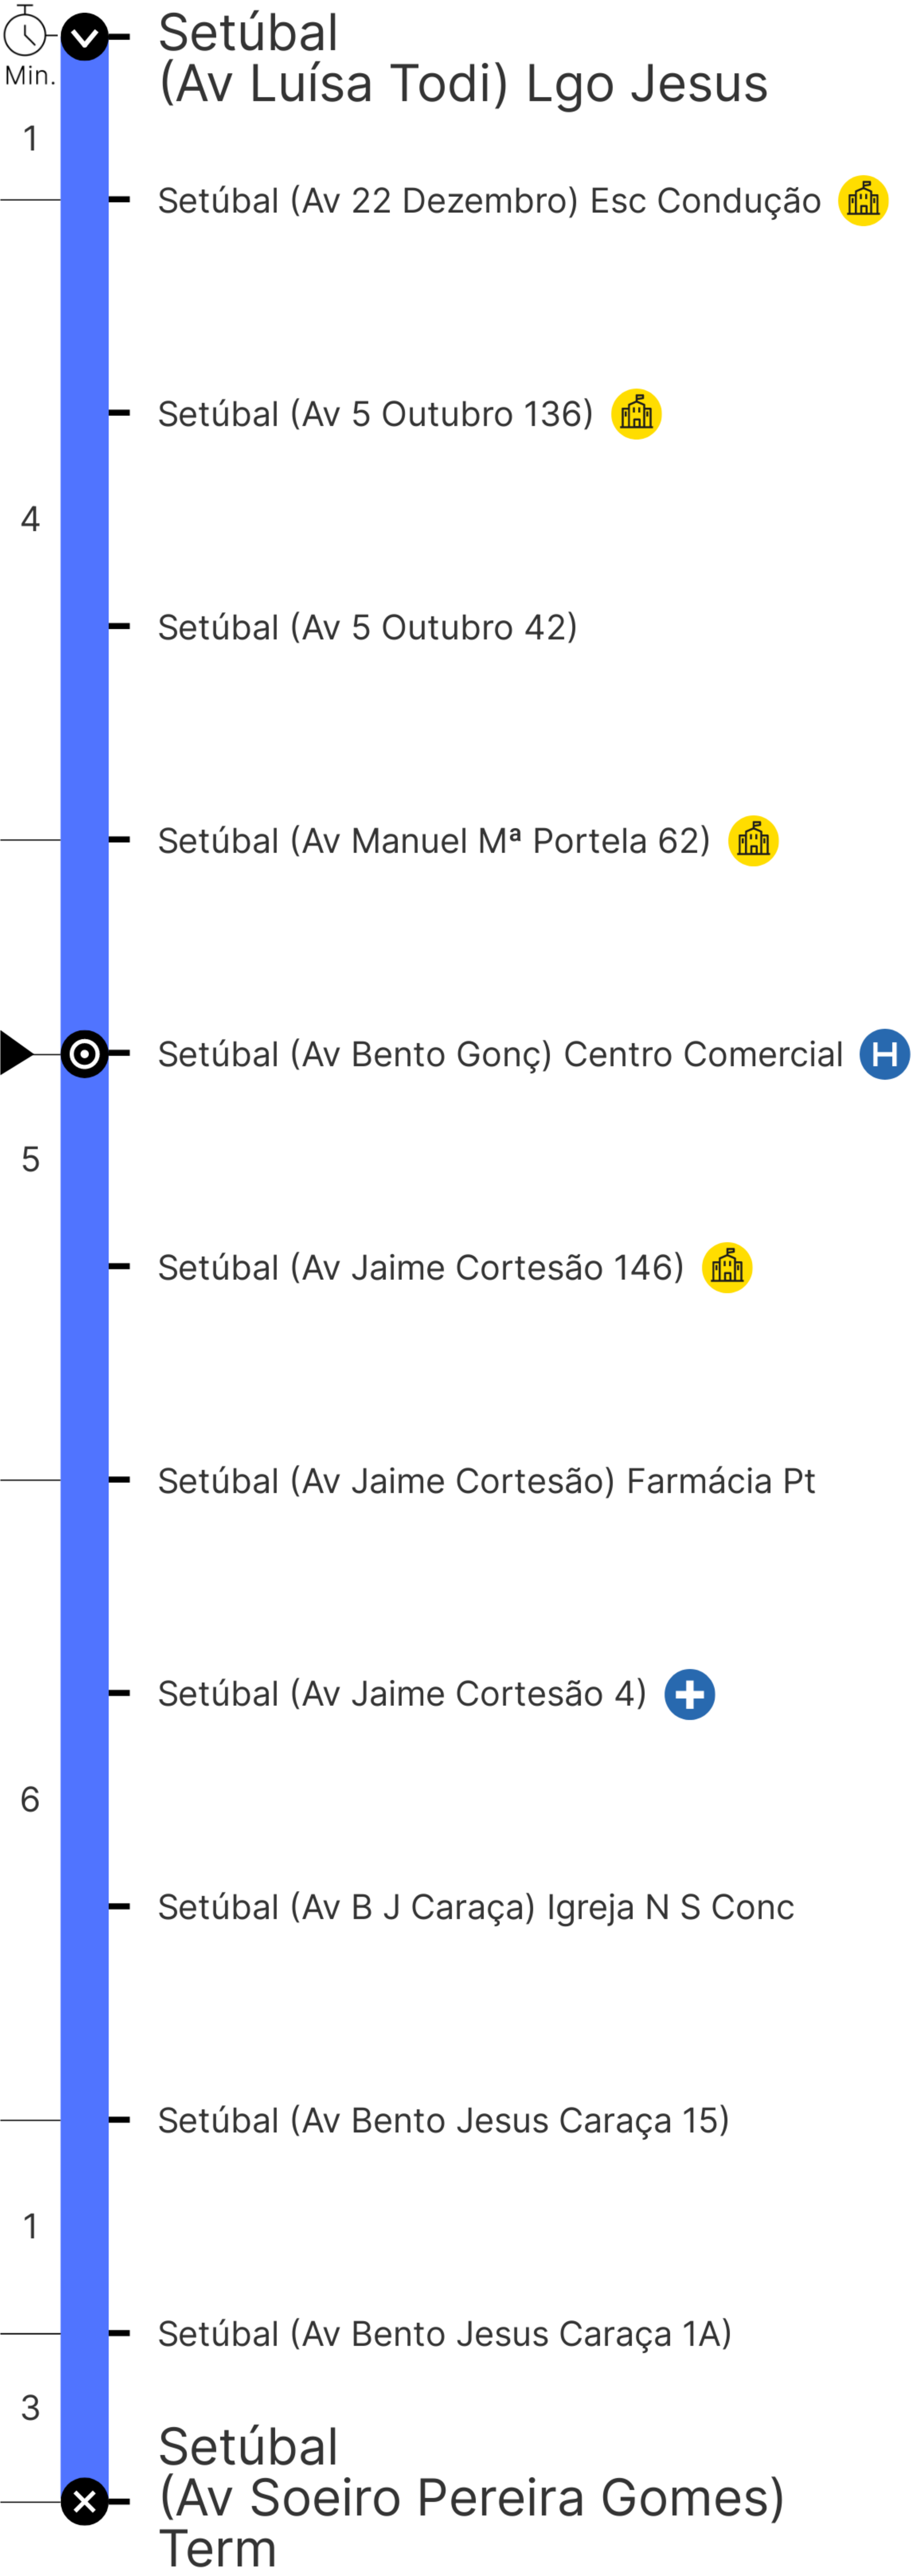 Setúbal
(Av Luísa Todi) Lgo Jesus
Min.
1
Setúbal (Av 22 Dezembro) Esc Condução
Setúbal (Av 5 Outubro 136)
4
Setúbal (Av 5 Outubro 42)
Setúbal (Av Manuel Mª Portela 62)
Setúbal (Av Bento Gonç) Centro Comercial H
5
Setúbal (Av Jaime Cortesão 146)
Setúbal (Av Jaime Cortesão) Farmácia Pt
Setúbal (Av Jaime Cortesão 4)
6
Setúbal (Av B J Caraça) Igreja N S Conc
Setúbal (Av Bento Jesus Caraça 15)
1
Setúbal (Av Bento Jesus Caraça 1A)
3
Setúbal
(Av Soeiro Pereira Gomes)
Term